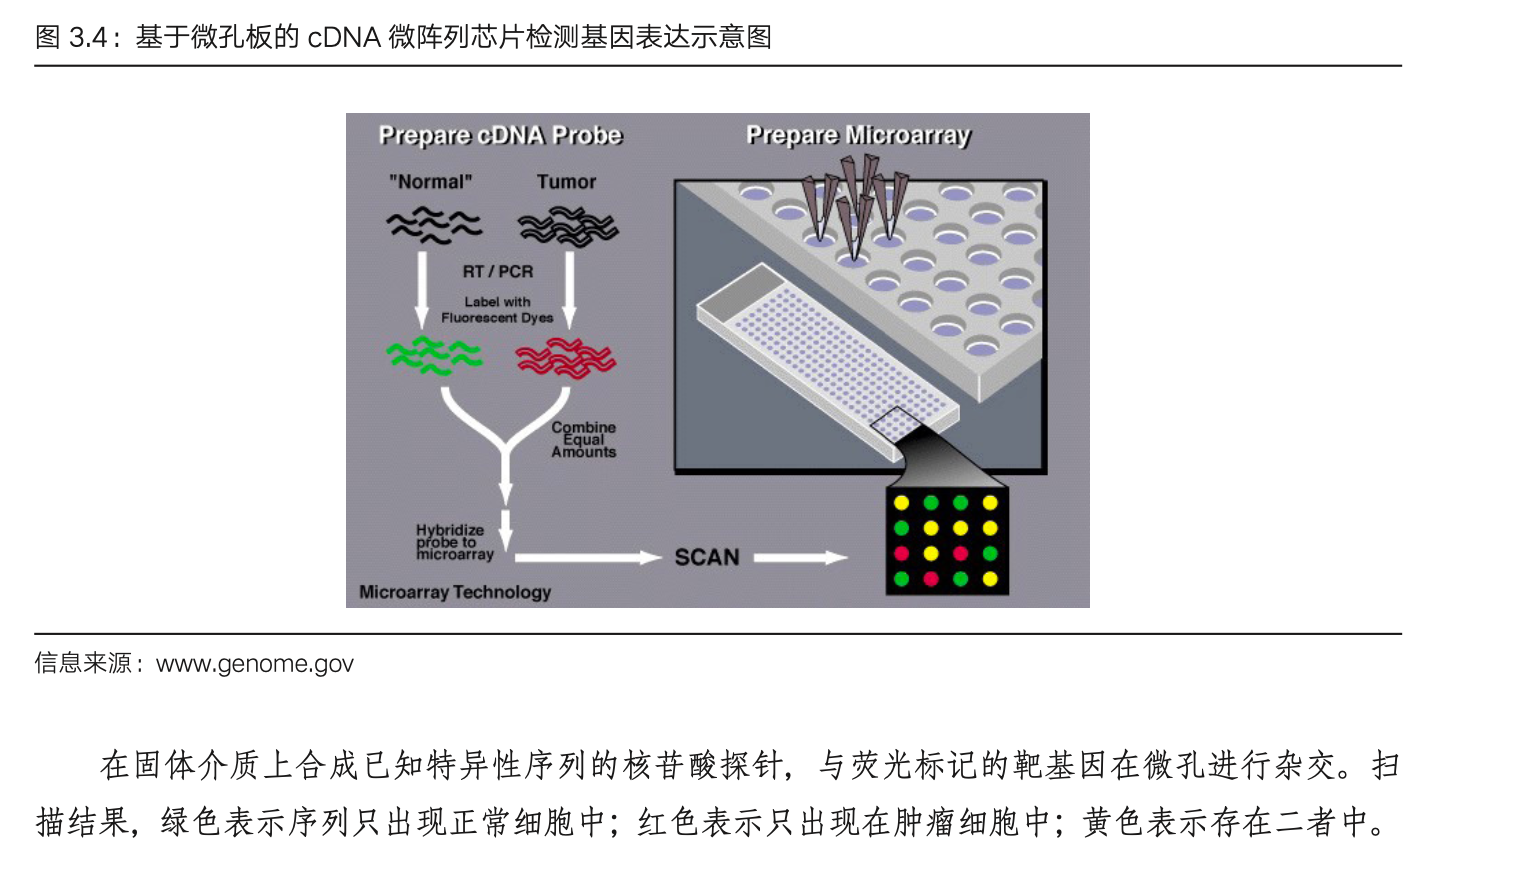 图 3.4：基于微孔板的 cDNA 微阵列芯片检测基因表达示意图
Prepare cDNA Probe
"Normal"
Tumor
RT / PCR
Label with
Fluorescent Dyes
Combine
Equal
Amounts
Hybridize
probe to
microarray
Microarray Technology
Prepare Microarray
SCAN
信息来源：www.genome.gov
在固体介质上合成已知特异性序列的核苷酸探针，与荧光标记的靶基因在微孔进行杂交。扫
描结果，绿色表示序列只出现正常细胞中；红色表示只出现在肿瘤细胞中；黄色表示存在二者中。